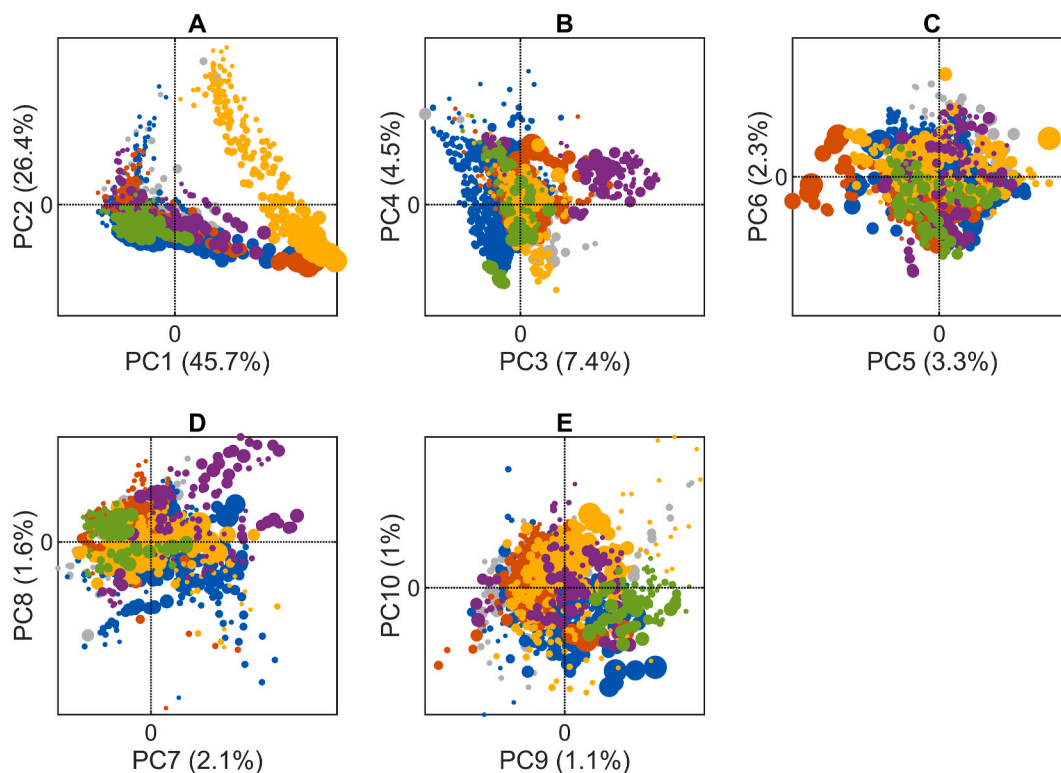 A
PC2 (26.4%)
0
0
PC1 (45.7%)
B
PC4 (4.5%)
0
0
PC3 (7.4%)
C
PC6 (2.3%)
0
0
PC5 (3.3%)
D
PC8 (1.6%)
0
0
PC7 (2.1%)
E
PC10 (1%)
0
0
PC9 (1.1%)